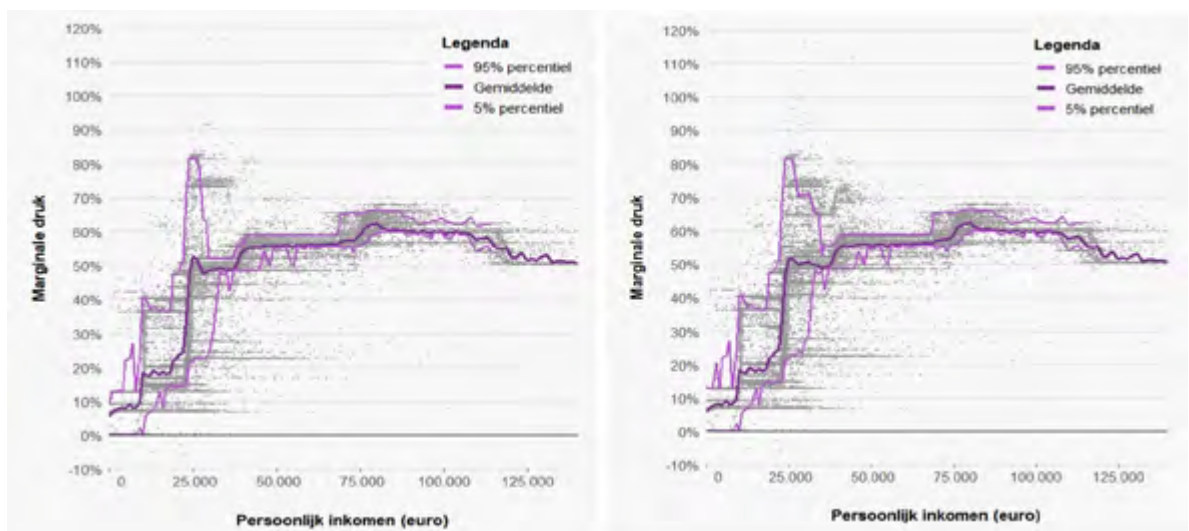 120%
110%
100%
90%
80%
70%
60%
50%
40%
30%
20%
10%
0%
-10%
Marginale druk
Legenda
95% percentiel
Gemiddelde
5% percentiel
0 25.000 50.000 75.000 100.000 125.000
Persoonlijk inkomen (euro)
120%
110%
100%
90%
80%
70%
60%
50%
40%
30%
20%
10%
0%
-10%
Marginale druk
Legenda
95% percentiel
Gemiddelde
5% percentiel
0 25.000 50.000 75.000 100.000 125.000
Persoonlijk inkomen (euro)